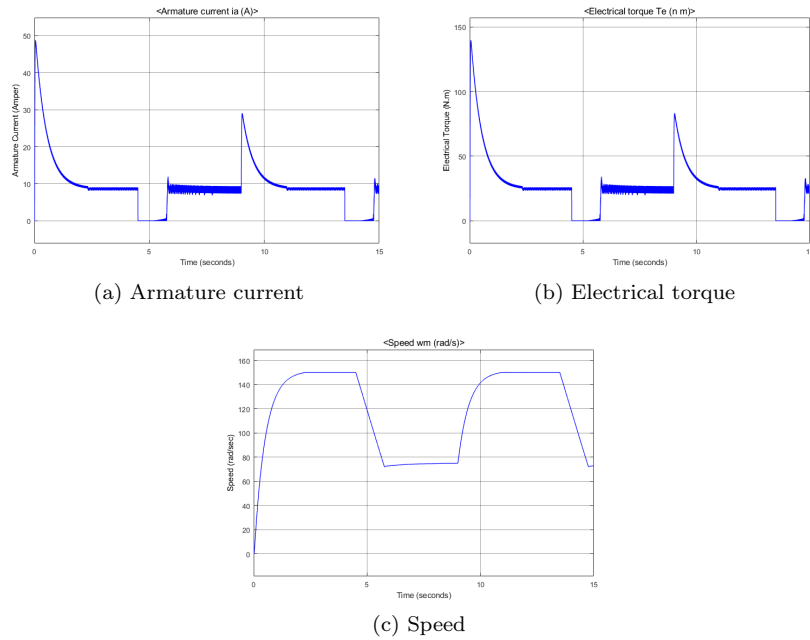 <Armature current ia (A)>
Armature Current (Amper)
50
40
30
20
10
0
0
5
10
15
Time (seconds)
(a) Armature current
<Electrical torque Te (n m)>
Electrical Torque (N.m)
150
100
50
0
0
5
10
15
Time (seconds)
(b) Electrical torque
<Speed wm (rad/s)>
Speed (rad/sec)
160
140
120
100
80
60
40
20
0
0
5
10
15
Time (seconds)
(c) Speed